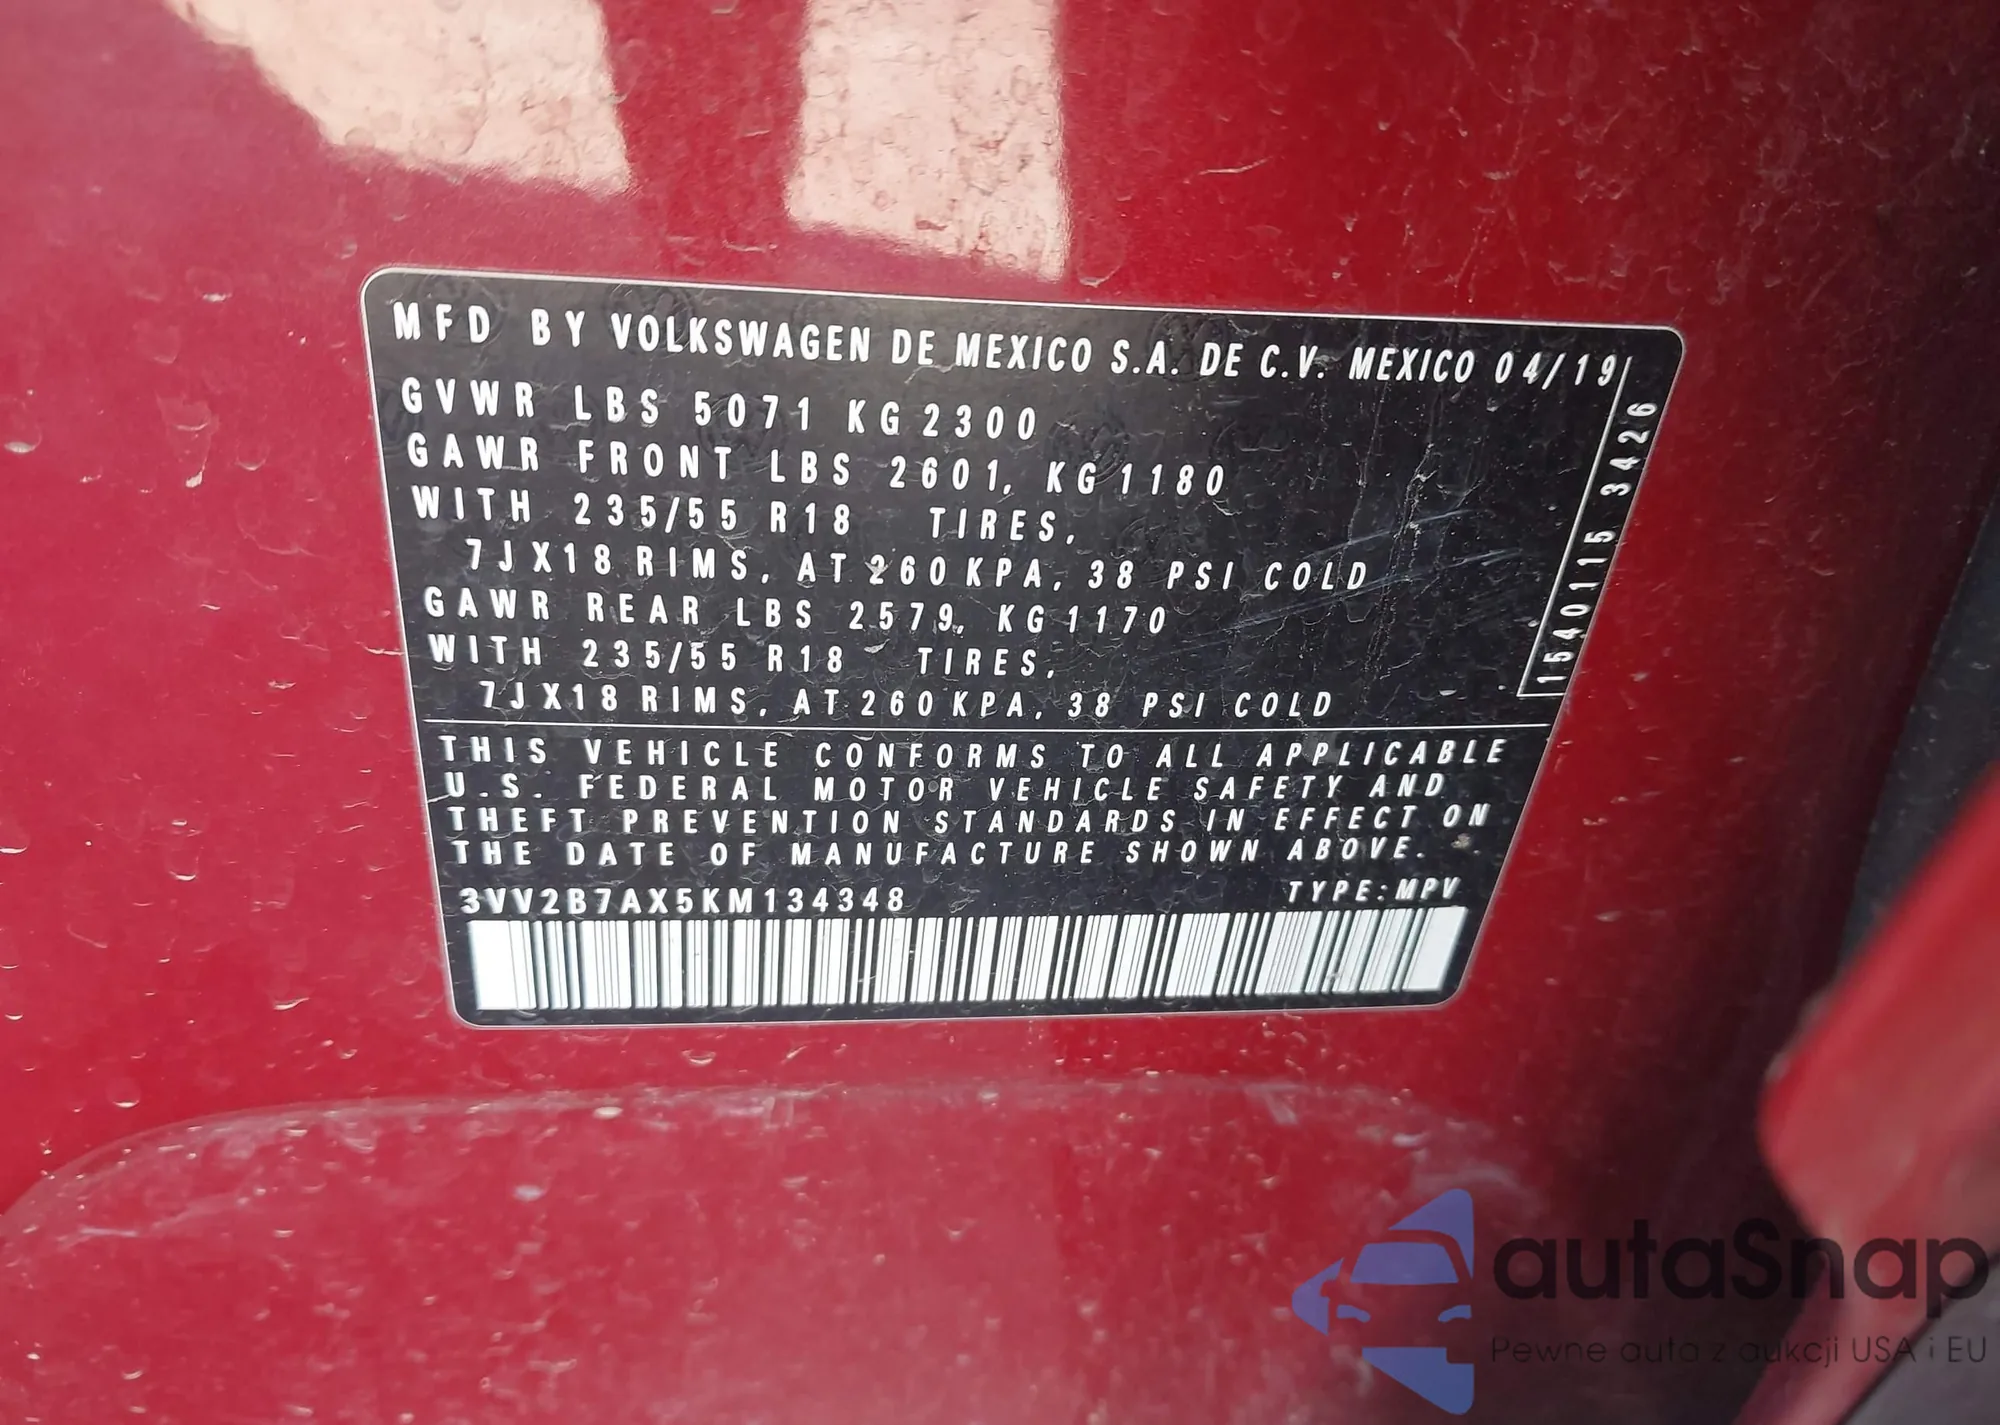 MFD BY VOLKSWAGEN DE MEXICO S.A. DE C.V. MEXICO 04/19
GVWR LBS 5071 KG 2300
GAWR FRONT LBS 2601, KG 1180
WITH 235/55 R18 TIRES,
7JX18 RIMS, AT 260 KPA, 38 PSI COLD
GAWR REAR LBS 2579, KG 1170
WITH 235/55 R18 TIRES,
7JX18 RIMS, AT 260 KPA, 38 PSI COLD
1540115 3426
THIS VEHICLE CONFORMS TO ALL APPLICABLE
U.S. FEDERAL MOTOR VEHICLE SAFETY AND
THEFT PREVENTION STANDARDS IN EFFECT ON
THE DATE OF MANUFACTURE SHOWN ABOVE.
3VV2B7AX5KM134348 TYPE:MPV
autaSnap
Pewne auta z aukcji USA i EU